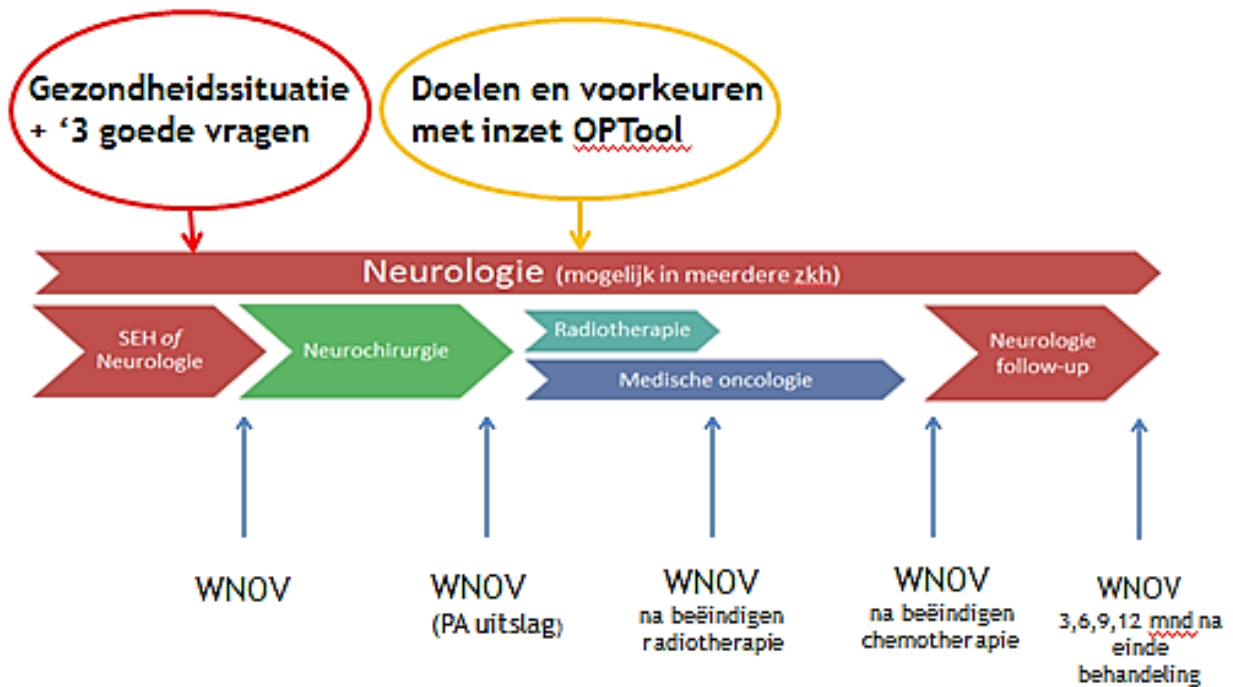 Gezondheidssituatie
+ ‘3 goede vragen
Doelen en voorkeuren
met inzet OPTool
Neurologie (mogelijk in meerdere zkh)
SEH of
Neurologie
Neurochirurgie
Radiotherapie
Medische oncologie
Neurologie
follow-up
WNOV
WNOV
(PA uitslag)
WNOV
na beëindigen
radiotherapie
WNOV
na beëindigen
chemotherapie
WNOV
3,6,9,12 mnd na
einde
behandeling